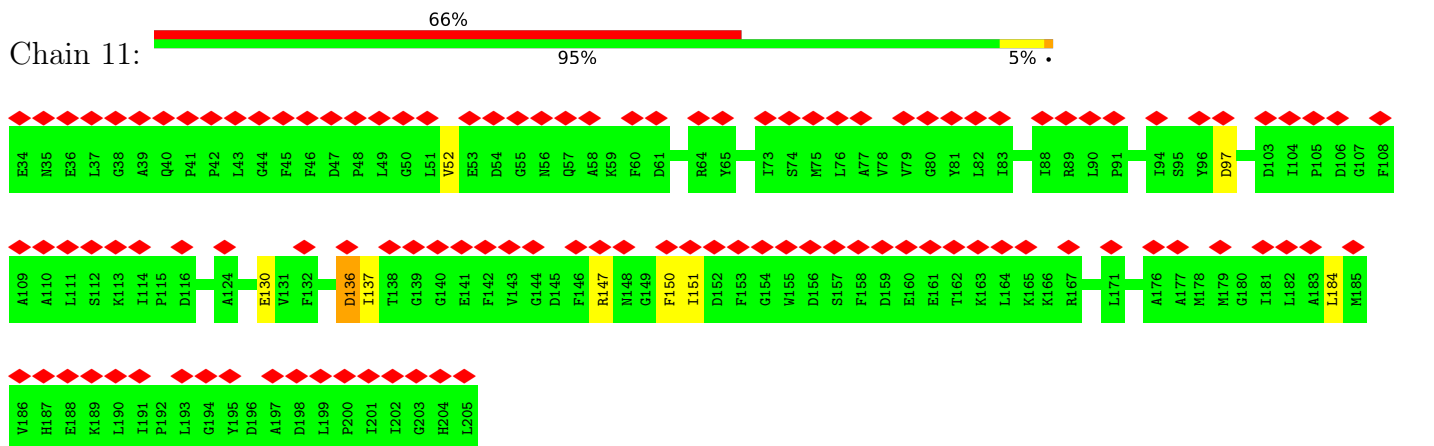 66%
Chain 11:
95% 5% •
E34 N35 E36 L37 G38 A39 Q40 P41 P42 L43 G44 F45 F46 D47 P48 L49 G50 L51 V52 E53 D54 G55 N56 Q57 A58 K59 F60 D61 R64 Y65 I73 S74 M75 L76 A77 V78 V79 G80 Y81 L82 I83 I88 R89 L90 P91 I94 S95 Y96 D97 D103 I104 P105 D106 G107 F108
A109 A110 L111 S112 K113 I114 P115 D116 A124 E130 V131 F132 D136 I137 T138 G139 G140 E141 F142 V143 G144 D145 F146 R147 N148 G149 F150 I151 D152 F153 G154 W155 D156 S157 F158 D159 E160 E161 T162 K163 L164 K165 K166 R167 L171 A176 A177 M178 M179 G180 I181 L182 A183 L184 M185
V186 H187 E188 K189 L190 I191 P192 L193 G194 Y195 D196 A197 D198 L199 P200 I201 I202 G203 H204 L205